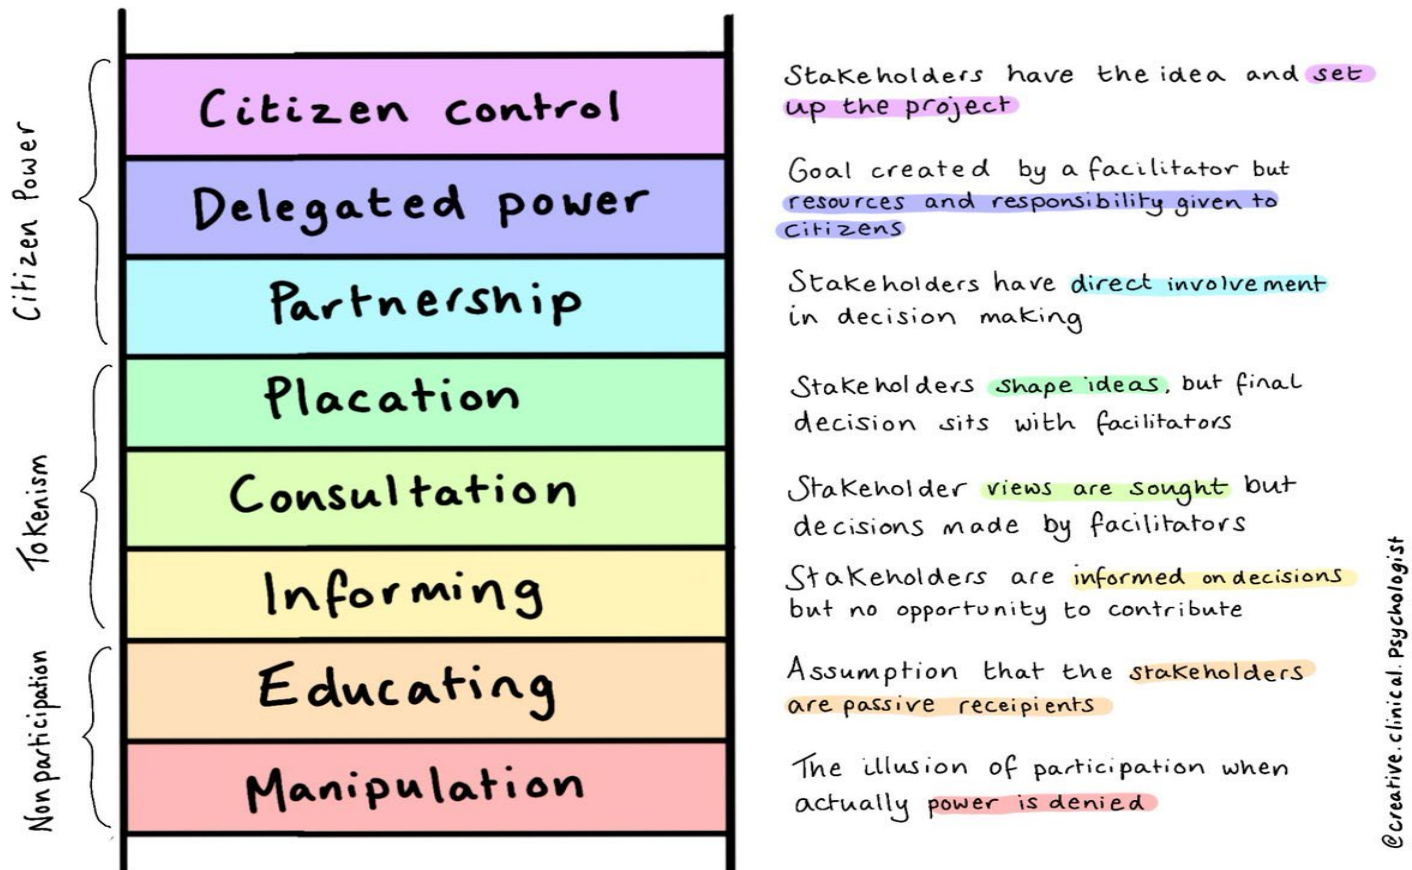 Citizen Power
Citizen control
Stakeholders have the idea and set
up the project
Delegated power
Goal created by a facilitator but
resources and responsibility given to
citizens
Partnership
Stakeholders have direct involvement
in decision making
Tokenism
Placation
Stakeholders shape ideas, but final
decision sits with facilitators
Consultation
Stakeholder views are sought but
decisions made by facilitators
Informing
Stakeholders are informed on decisions
but no opportunity to contribute
Nonparticipation
Educating
Assumption that the stakeholders
are passive receipients
Manipulation
The illusion of participation when
actually power is denied
@creative.clinical.psychologist